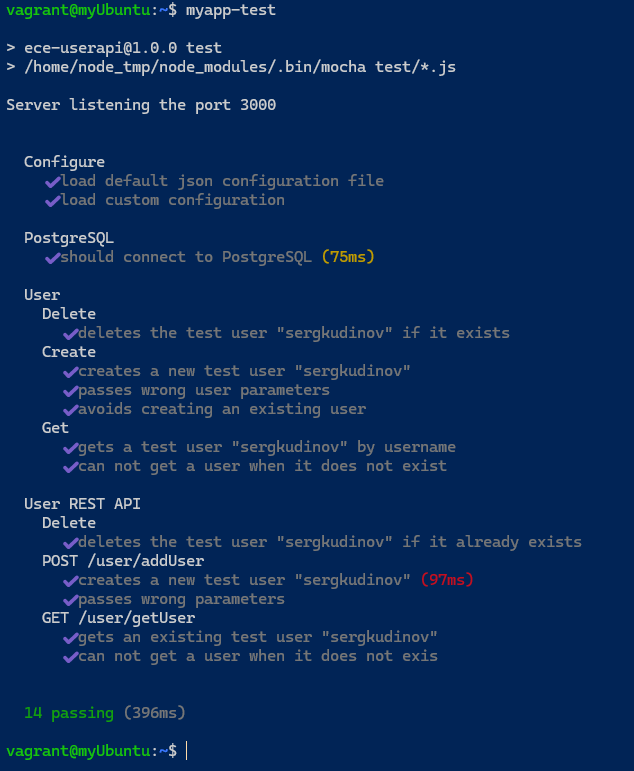 vagrant@myUbuntu:~$ myapp-test
> ece-userapi@1.0.0 test
> /home/node_tmp/node_modules/.bin/mocha test/*.js
Server listening the port 3000
Configure
✔load default json configuration file
✔load custom configuration
PostgreSQL
✔should connect to PostgreSQL (75ms)
User
Delete
✔deletes the test user "sergkudinov" if it exists
Create
✔creates a new test user "sergkudinov"
✔passes wrong user parameters
✔avoids creating an existing user
Get
✔gets a test user "sergkudinov" by username
✔can not get a user when it does not exist
User REST API
Delete
✔deletes the test user "sergkudinov" if it already exists
POST /user/addUser
✔creates a new test user "sergkudinov" (97ms)
✔passes wrong parameters
GET /user/getUser
✔gets an existing test user "sergkudinov"
✔can not get a user when it does not exis
14 passing (396ms)
vagrant@myUbuntu:~$